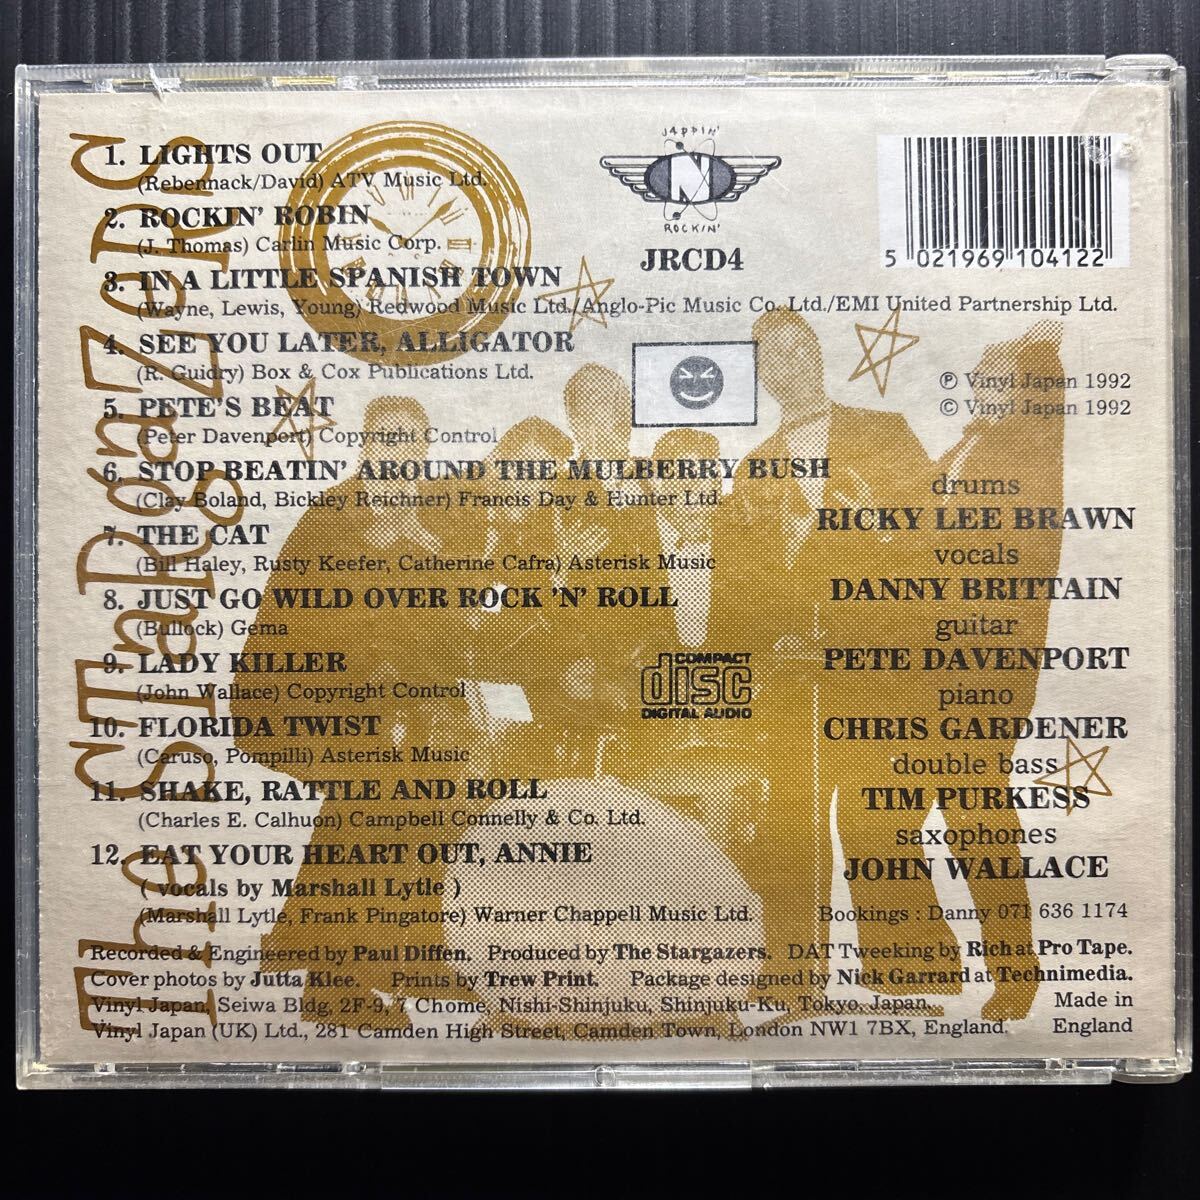 The STARGAZERS
1. LIGHTS OUT
(Rebennack/David) ATV Music Ltd.
2. ROCKIN' ROBIN
(J. Thomas) Carlin Music Corp.
3. IN A LITTLE SPANISH TOWN
(Wayne, Lewis, Young) Redwood Music Ltd./Anglo-Pic Music Co. Ltd./EMI United Partnership Ltd.
4. SEE YOU LATER, ALLIGATOR
(R. Guidry) Box & Cox Publications Ltd.
5. PETE'S BEAT
(Peter Davenport) Copyright Control
6. STOP BEATIN' AROUND THE MULBERRY BUSH
(Clay Boland, Bickley Reichner) Francis Day & Hunter Ltd.
7. THE CAT
(Bill Haley, Rusty Keefer, Catherine Cafra) Asterisk Music
8. JUST GO WILD OVER ROCK 'N' ROLL
(Bullock) Gema
9. LADY KILLER
(John Wallace) Copyright Control
10. FLORIDA TWIST
(Caruso, Pompilli) Asterisk Music
11. SHAKE, RATTLE AND ROLL
(Charles E. Calhuon) Campbell Connelly & Co. Ltd.
12. EAT YOUR HEART OUT, ANNIE
( vocals by Marshall Lytle )
(Marshall Lytle, Frank Pingatore) Warner Chappell Music Ltd.
JAPPIN'
N
ROCKIN'
JRCD4
5 021969 104122
℗ Vinyl Japan 1992
© Vinyl Japan 1992
drums
RICKY LEE BRAWN
vocals
DANNY BRITTAIN
guitar
PETE DAVENPORT
piano
CHRIS GARDENER
double bass
TIM PURKESS
saxophones
JOHN WALLACE
COMPACT
disc
DIGITAL AUDIO
Bookings : Danny 071 636 1174
Recorded & Engineered by Paul Diffen. Produced by The Stargazers. DAT Tweeking by Rich at Pro Tape.
Cover photos by Jutta Klee. Prints by Trew Print. Package designed by Nick Garrard at Technimedia.
Vinyl Japan, Seiwa Bldg, 2F-9, 7 Chome, Nishi-Shinjuku, Shinjuku-Ku, Tokyo, Japan.
Vinyl Japan (UK) Ltd., 281 Camden High Street, Camden Town, London NW1 7BX, England.
Made in
England